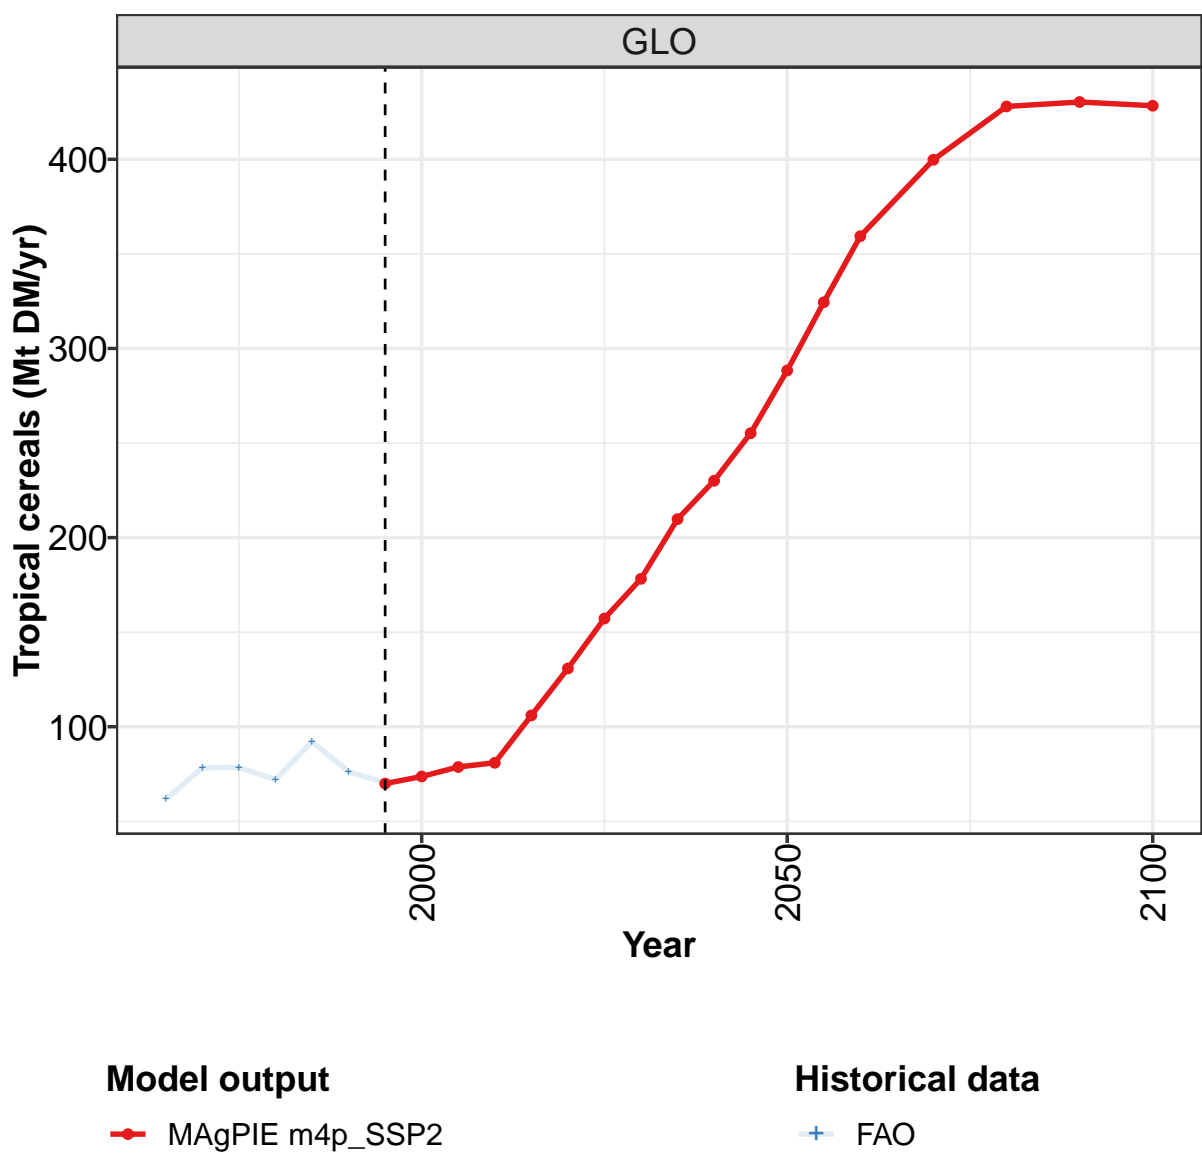 GLO
Tropical cereals (Mt DM/yr)
400
300
200
100
2000
2050
2100
Year
Model output
MAgPIE m4p_SSP2
Historical data
FAO